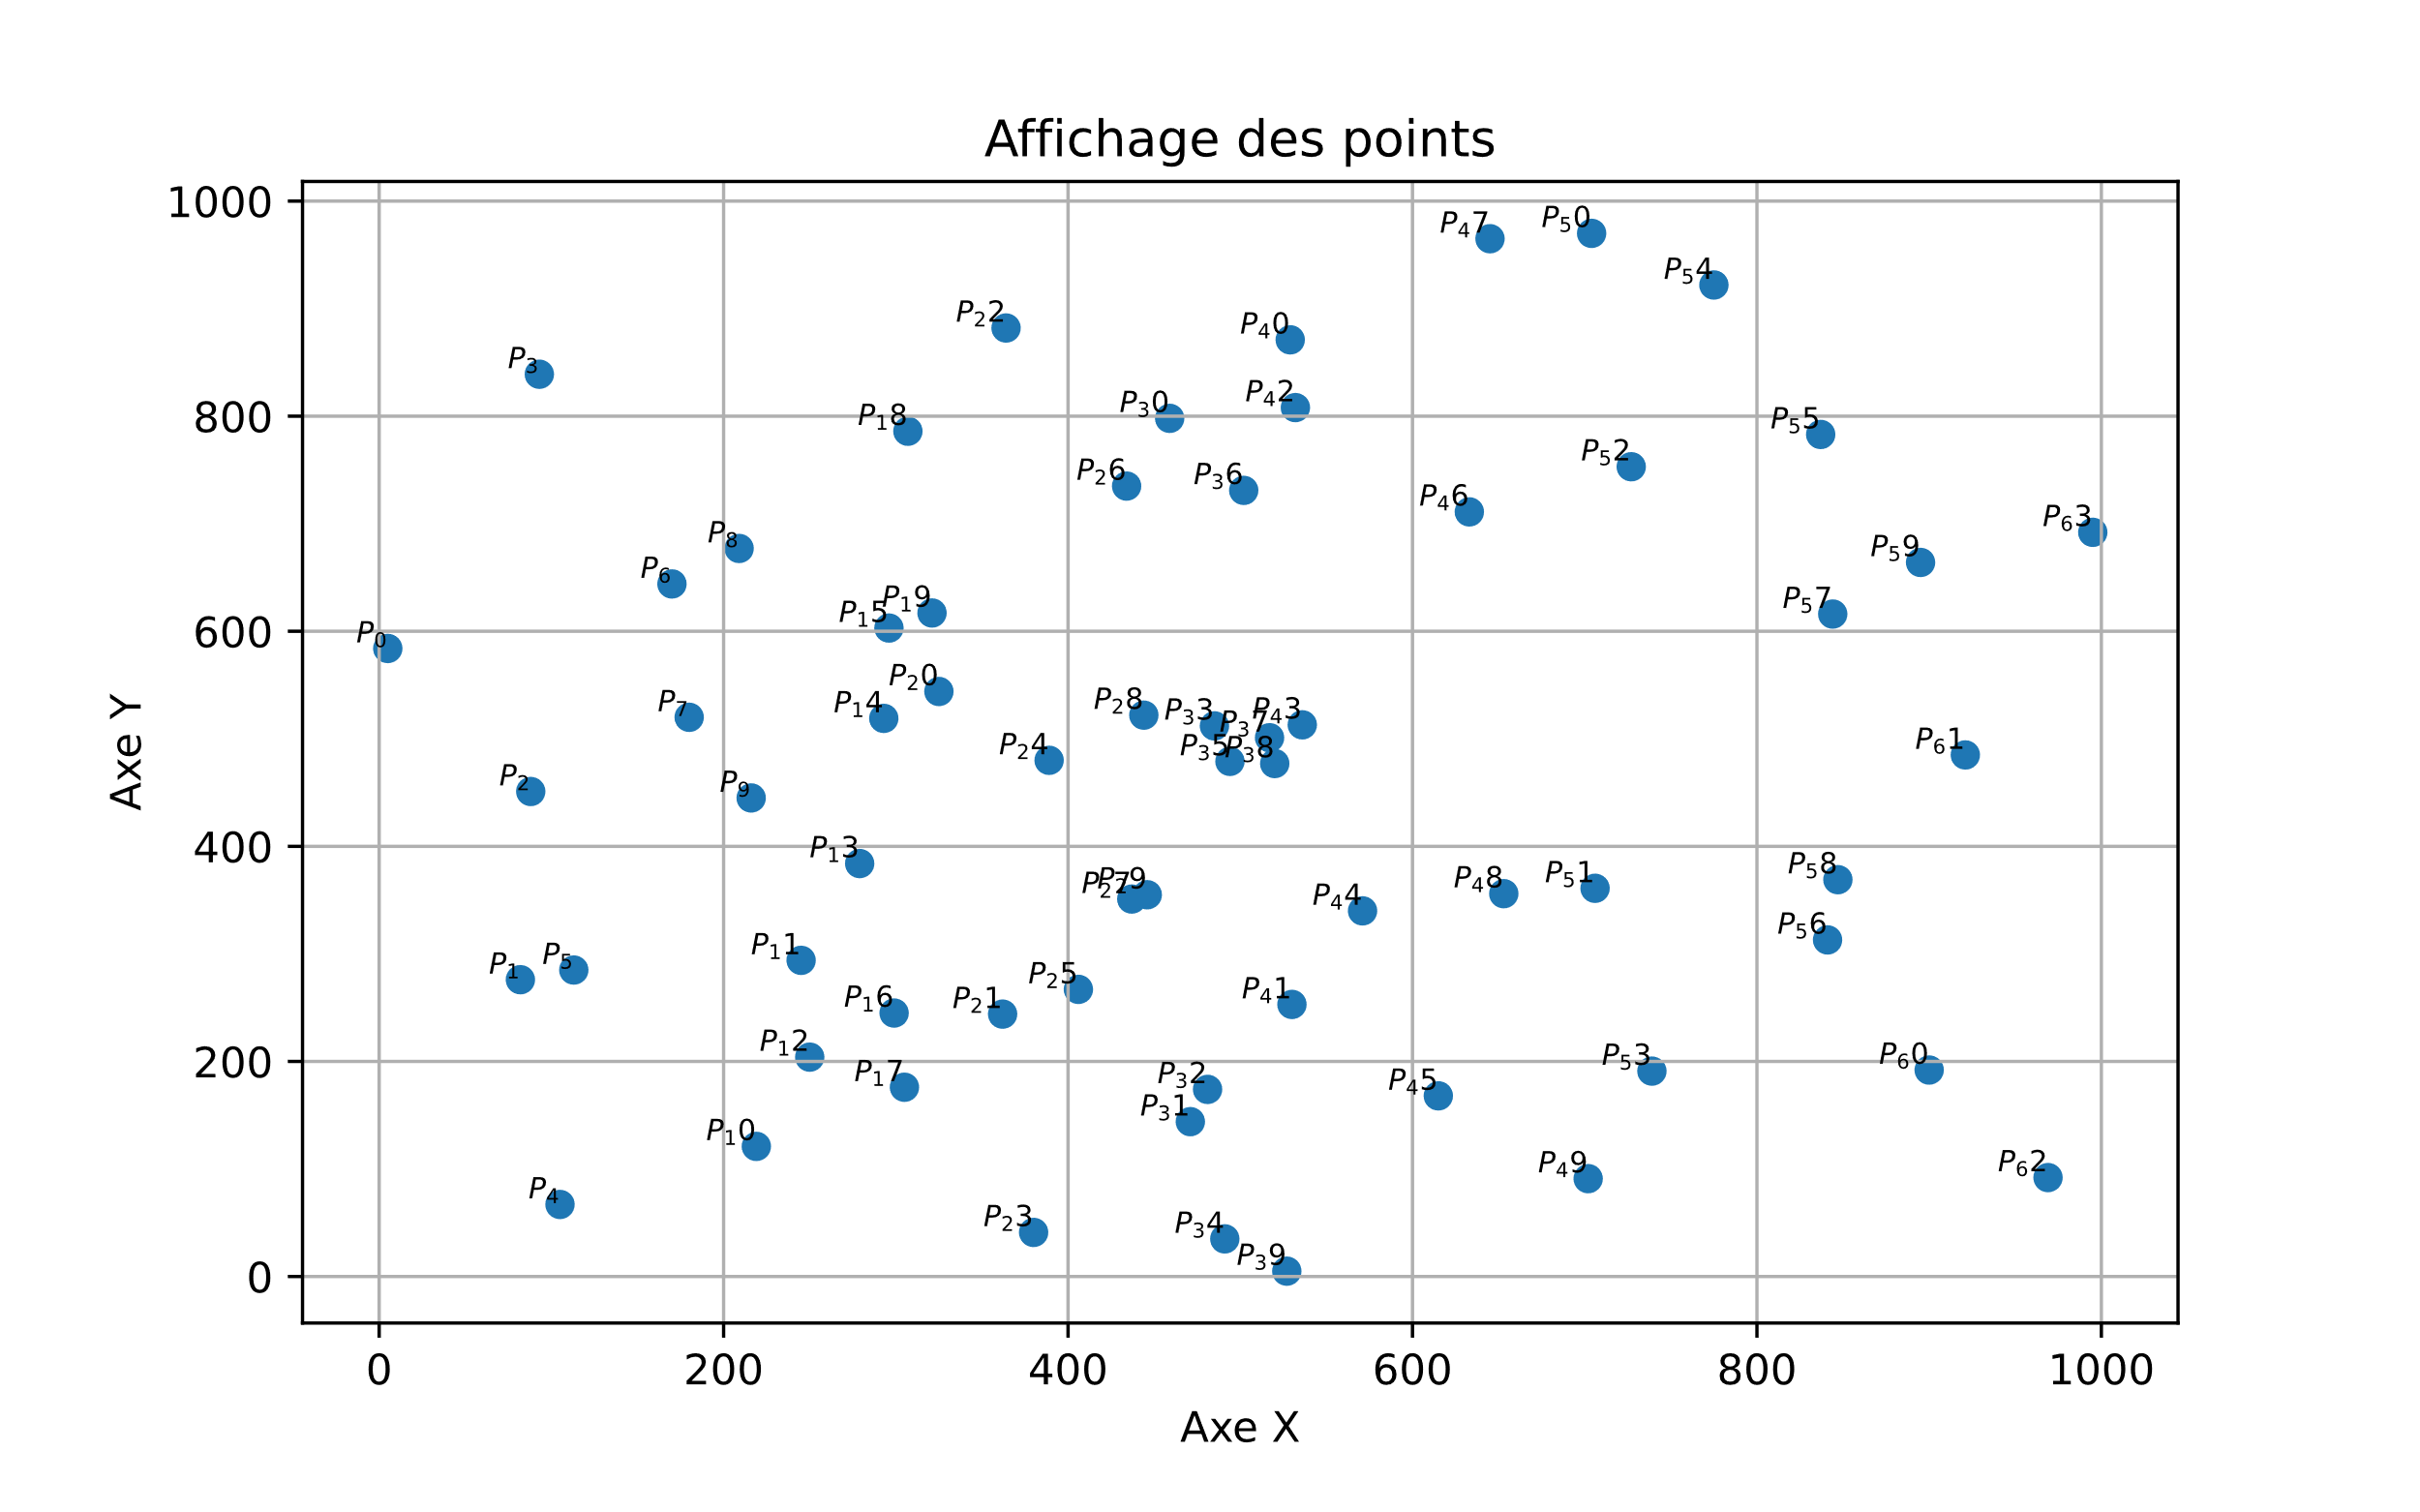 Affichage des points
1000
800
600
400
200
0
Axe Y
P₄7
P₅0
P₅4
P₂2
P₄0
P₃
P₄2
P₃0
P₁8
P₅5
P₅2
P₂6
P₃6
P₄6
P₆3
P₈
P₅9
P₆
P₁9
P₁5
P₅7
P₀
P₂0
P₂8
P₇
P₁4
P₃3
P₄3
P₃7
P₂4
P₃5
P₃8
P₆1
P₂
P₉
P₁3
P₂7
P₂9
P₄8
P₅1
P₅8
P₄4
P₅6
P₁1
P₁
P₅
P₂5
P₄1
P₁6
P₂1
P₁2
P₁7
P₃2
P₅3
P₆0
P₄5
P₃1
P₁0
P₄9
P₆2
P₄
P₂3
P₃4
P₃9
0 200 400 600 800 1000
Axe X